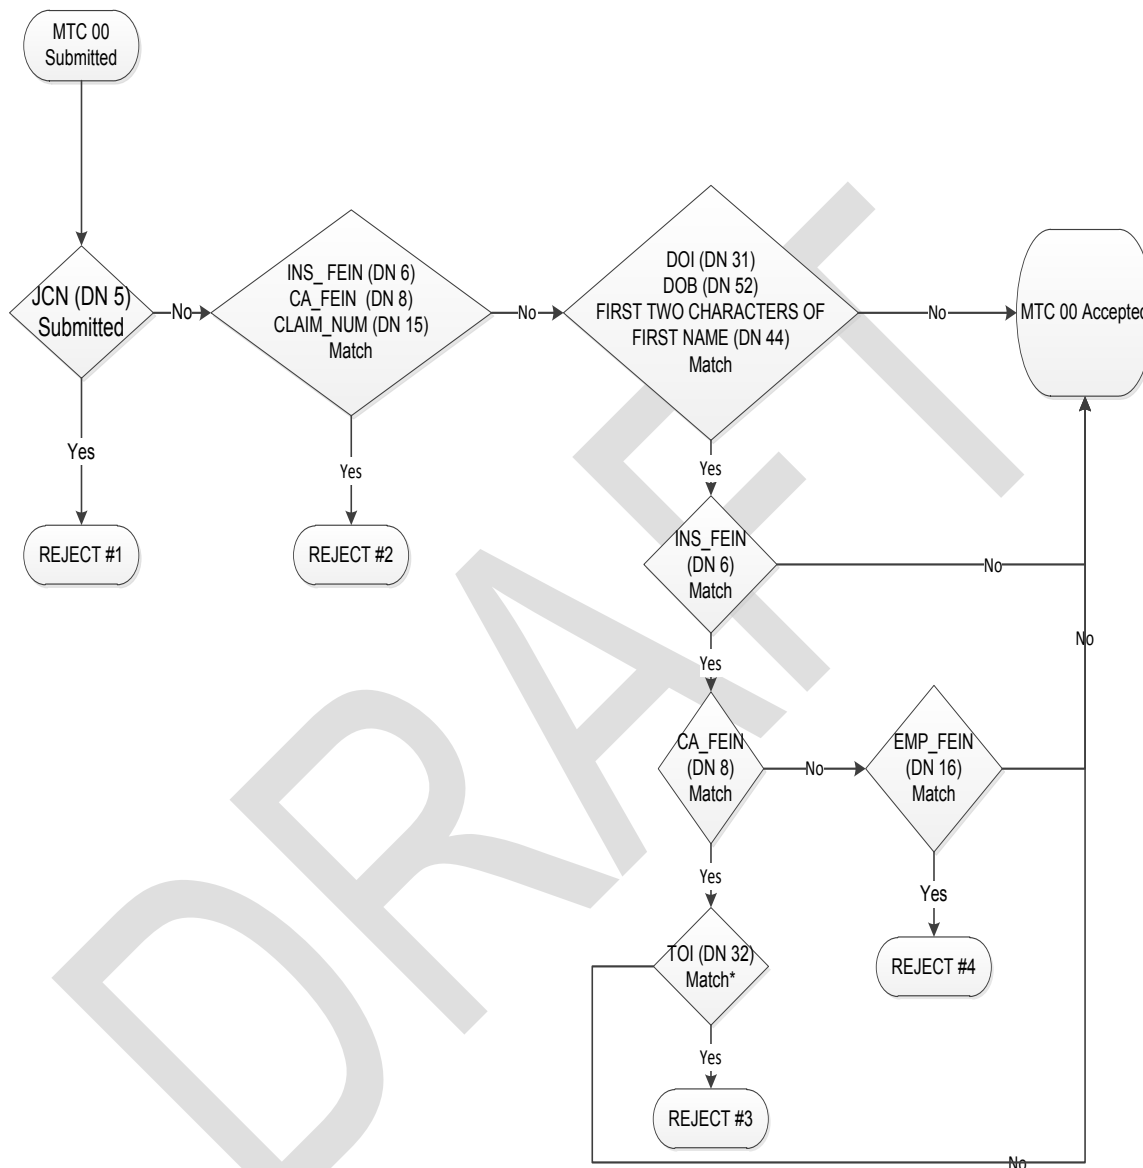 MTC 00
Submitted
JCN (DN 5)
Submitted
No
INS_FEIN (DN 6)
CA_FEIN (DN 8)
CLAIM_NUM (DN 15)
Match
No
DOI (DN 31)
DOB (DN 52)
FIRST TWO CHARACTERS OF
FIRST NAME (DN 44)
Match
No
MTC 00 Accepted
Yes
Yes
Yes
REJECT #1
REJECT #2
INS_FEIN
(DN 6)
Match
No
No
Yes
CA_FEIN
(DN 8)
Match
No
EMP_FEIN
(DN 16)
Match
Yes
Yes
TOI (DN 32)
Match*
REJECT #4
Yes
REJECT #3
No
DRAFT